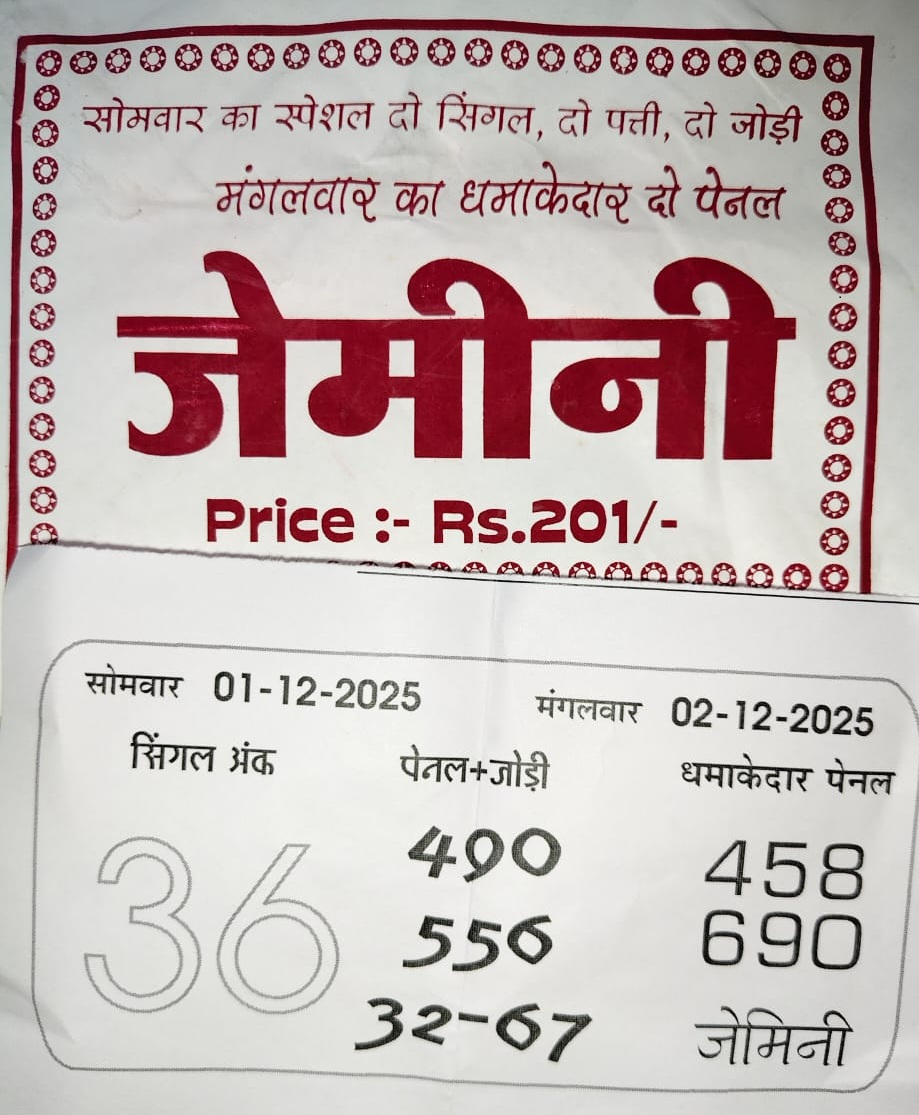 सोमवार का स्पेशल दो सिंगल, दो पत्ती, दो जोड़ी
मंगलवार का धमाकेदार दो पेनल
जेमीनी
Price :- Rs.201/-
सोमवार 01-12-2025
मंगलवार 02-12-2025
सिंगल अंक
पेनल+जोड़ी
धमाकेदार पेनल
36
490
556
32-67
458
690
जेमिनी